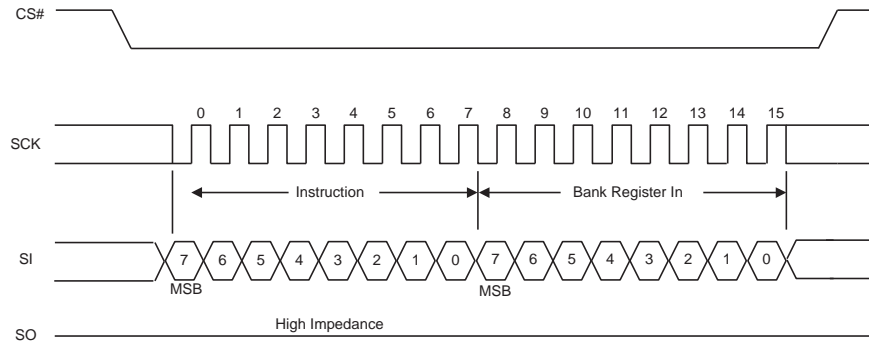 CS#
0 1 2 3 4 5 6 7 8 9 10 11 12 13 14 15
SCK
Instruction Bank Register In
SI 7 6 5 4 3 2 1 0 7 6 5 4 3 2 1 0
MSB MSB
High Impedance
SO